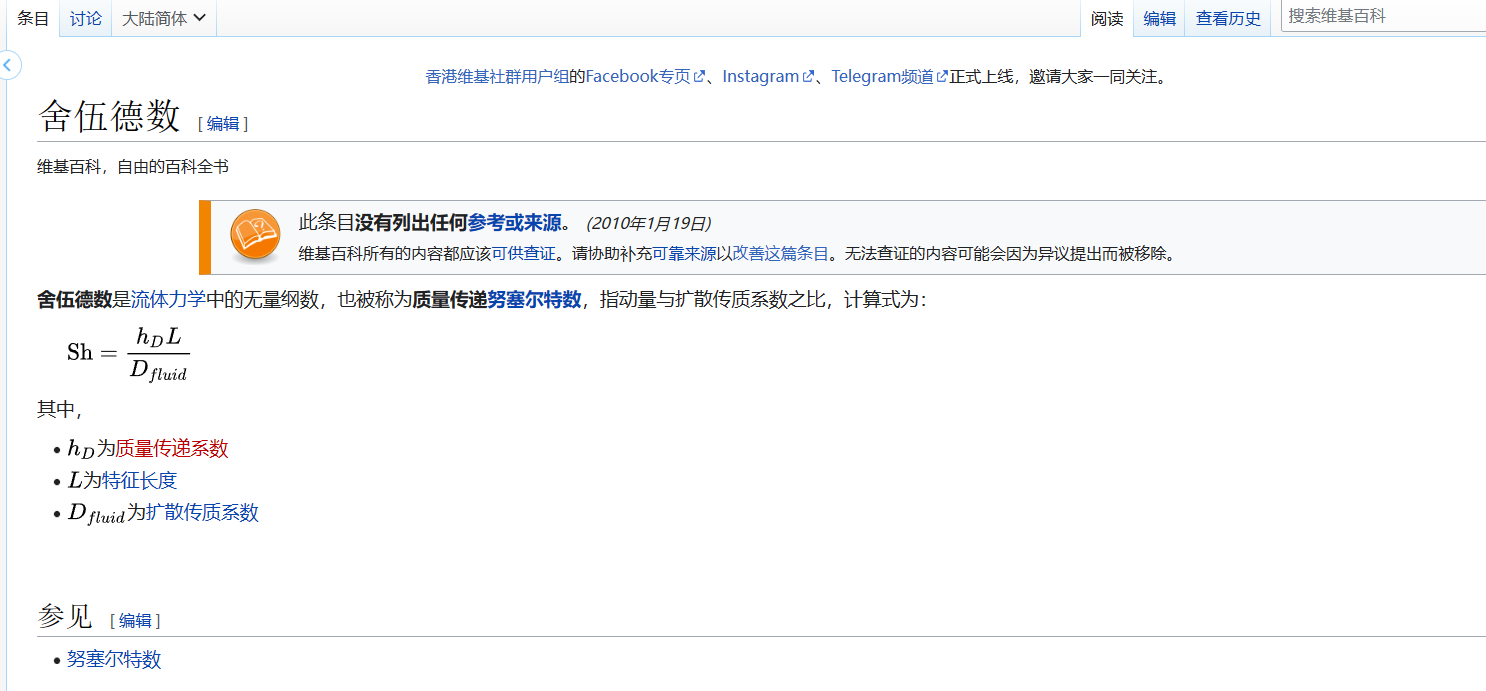 条目 讨论 大陆简体 阅读 编辑 查看历史 搜索维基百科
香港维基社群用户组的Facebook专页、Instagram、Telegram频道正式上线，邀请大家一同关注。
舍伍德数 [ 编辑 ]
维基百科，自由的百科全书
此条目没有列出任何参考或来源。 (2010年1月19日)
维基百科所有的内容都应该可供查证。请协助补充可靠来源以改善这篇条目。无法查证的内容可能会因为异议提出而被移除。
舍伍德数是流体力学中的无量纲数，也被称为质量传递努塞尔特数，指动量与扩散传质系数之比，计算式为：
Sh = h_D L / D_fluid
其中，
• h_D为质量传递系数
• L为特征长度
• D_fluid为扩散传质系数
参见 [ 编辑 ]
• 努塞尔特数